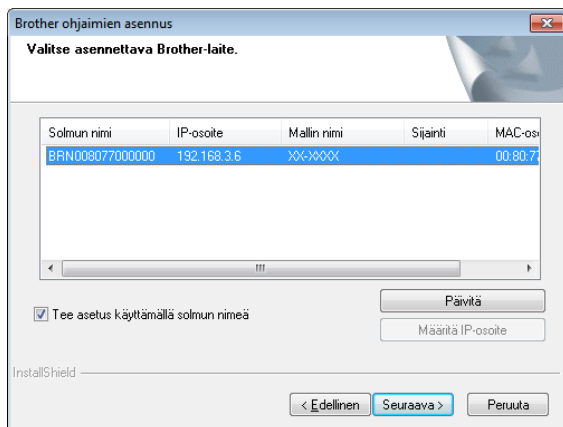 Brother ohjaimien asennus
Valitse asennettava Brother-laite.
Solmun nimi IP-osoite Mallin nimi Sijainti MAC-os
BRN008077000000 192.168.3.6 XX-XXXX 00:80:77
Päivitä
Tee asetus käyttämällä solmun nimeä
Määritä IP-osoite
InstallShield
< Edellinen Seuraava > Peruuta